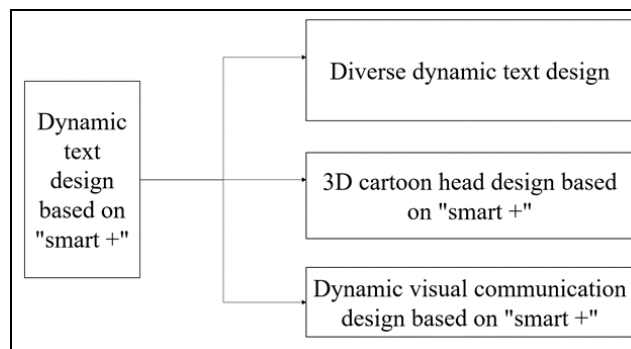 Dynamic
text
design
based on
"smart +"
Diverse dynamic text design
3D cartoon head design based
on "smart +"
Dynamic visual communication
design based on "smart +"